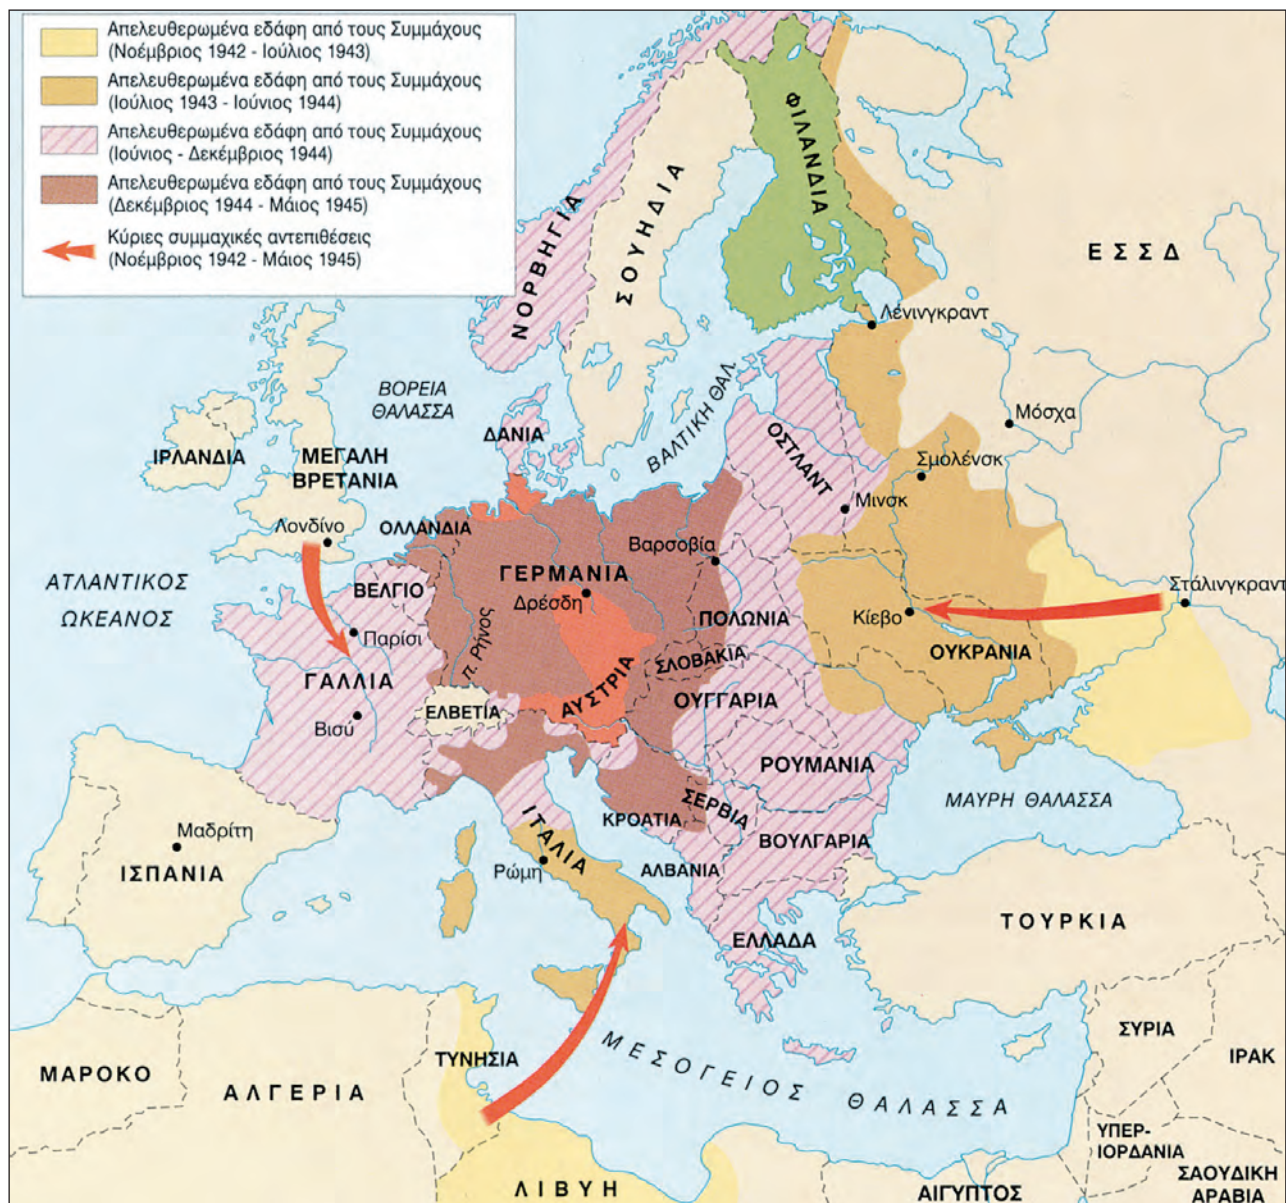 Απελευθερωμένα εδάφη από τους Συμμάχους
(Νοέμβριος 1942 - Ιούλιος 1943)
Απελευθερωμένα εδάφη από τους Συμμάχους
(Ιούλιος 1943 - Ιούνιος 1944)
Απελευθερωμένα εδάφη από τους Συμμάχους
(Ιούνιος - Δεκέμβριος 1944)
Απελευθερωμένα εδάφη από τους Συμμάχους
(Δεκέμβριος 1944 - Μάιος 1945)
Κύριες συμμαχικές αντεπιθέσεις
(Νοέμβριος 1942 - Μάιος 1945)
ΦΙΛΑΝΔΙΑ
ΝΟΡΒΗΓΙΑ
ΣΟΥΗΔΙΑ
ΕΣΣΔ
Λένινγκραντ
ΒΟΡΕΙΑ
ΘΑΛΑΣΣΑ
Μόσχα
ΔΑΝΙΑ
ΒΑΛΤΙΚΗ ΘΑΛ.
ΟΣΤΛΑΝΤ
ΙΡΛΑΝΔΙΑ
ΜΕΓΑΛΗ
ΒΡΕΤΑΝΙΑ
Σμολένσκ
Μινσκ
Λονδίνο
ΟΛΛΑΝΔΙΑ
Βαρσοβία
ΓΕΡΜΑΝΙΑ
Δρέσδη
ΑΤΛΑΝΤΙΚΟΣ
ΩΚΕΑΝΟΣ
ΒΕΛΓΙΟ
Στάλινγκραντ
Παρίσι
π. Ρήνος
ΠΟΛΩΝΙΑ
Κίεβο
ΟΥΚΡΑΝΙΑ
ΣΛΟΒΑΚΙΑ
ΓΑΛΛΙΑ
ΑΥΣΤΡΙΑ
ΟΥΓΓΑΡΙΑ
ΕΛΒΕΤΙΑ
Βισύ
ΡΟΥΜΑΝΙΑ
ΜΑΥΡΗ ΘΑΛΑΣΣΑ
ΣΕΡΒΙΑ
ΚΡΟΑΤΙΑ
ΙΤΑΛΙΑ
Μαδρίτη
ΙΣΠΑΝΙΑ
ΒΟΥΛΓΑΡΙΑ
Ρώμη
ΑΛΒΑΝΙΑ
ΤΟΥΡΚΙΑ
ΕΛΛΑΔΑ
ΣΥΡΙΑ
ΙΡΑΚ
ΜΕΣΟΓΕΙΟΣ ΘΑΛΑΣΣΑ
ΤΥΝΗΣΙΑ
ΜΑΡΟΚΟ
ΑΛΓΕΡΙΑ
ΥΠΕΡ-
ΙΟΡΔΑΝΙΑ
ΛΙΒΥΗ
ΑΙΓΥΠΤΟΣ
ΣΑΟΥΔΙΚΗ
ΑΡΑΒΙΑ